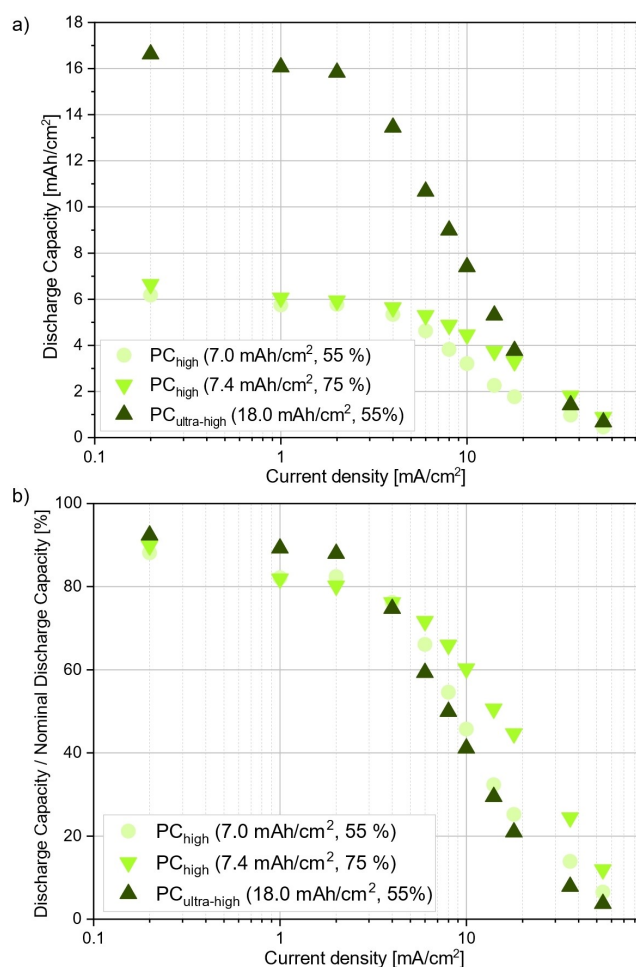 a)
18
16
14
12
10
8
6
4
2
0
Discharge Capacity [mAh/cm²]
PC_high (7.0 mAh/cm², 55 %)
PC_high (7.4 mAh/cm², 75 %)
PC_ultra-high (18.0 mAh/cm², 55%)
0.1 1 10
Current density [mA/cm²]
b)
100
80
60
40
20
0
Discharge Capacity / Nominal Discharge Capacity [%]
PC_high (7.0 mAh/cm², 55 %)
PC_high (7.4 mAh/cm², 75 %)
PC_ultra-high (18.0 mAh/cm², 55%)
0.1 1 10
Current density [mA/cm²]